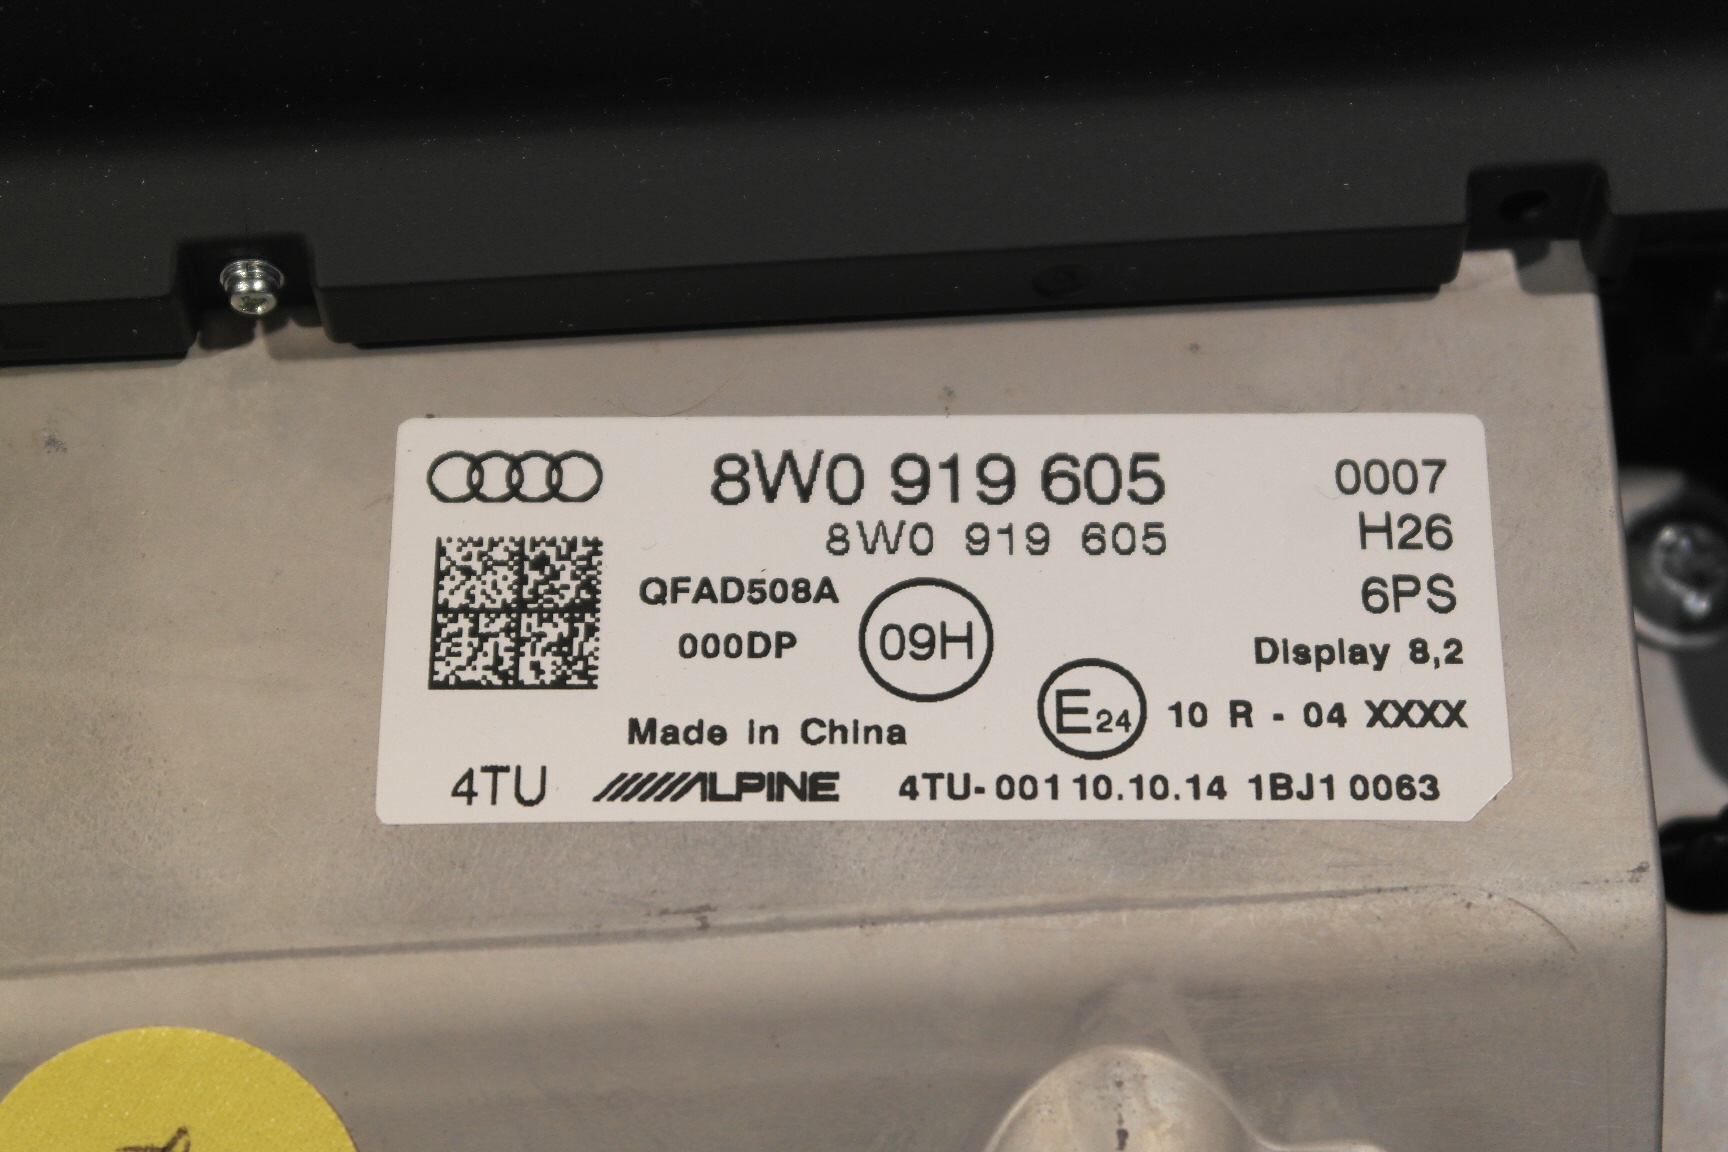 8W0 919 605 0007
8W0 919 605 H26
QFAD508A 09H 6PS
000DP Display 8,2
E24 10 R - 04 XXXX
Made in China
4TU ALPINE 4TU-001 10.10.14 1BJ1 0063